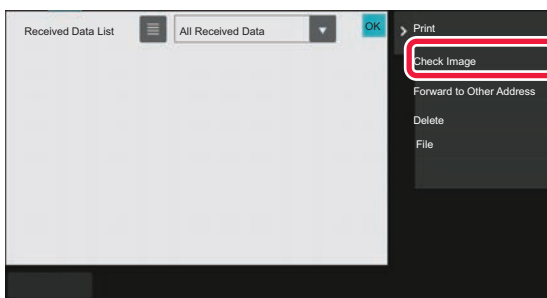 Received Data List
All Received Data
OK
Print
Check Image
Forward to Other Address
Delete
File